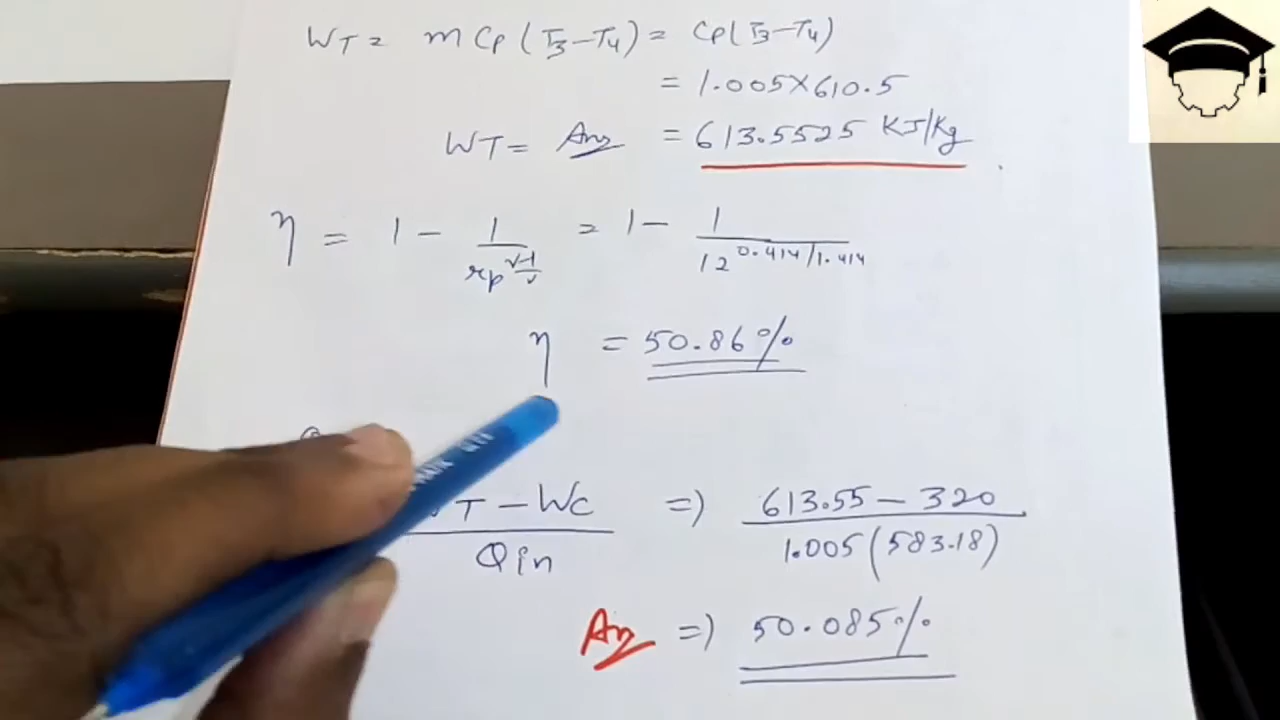 WT = m Cp (T3-T4) = Cp (T3-T4)
= 1.005×610.5
WT = Ans = 613.5525 KJ/Kg
η = 1 - 1/rp^(γ-1/γ) = 1 - 1/12^(0.414/1.414)
η = 50.86%
WT - Wc / Qin => 613.55 - 320 / 1.005(583.18)
Ans => 50.085%